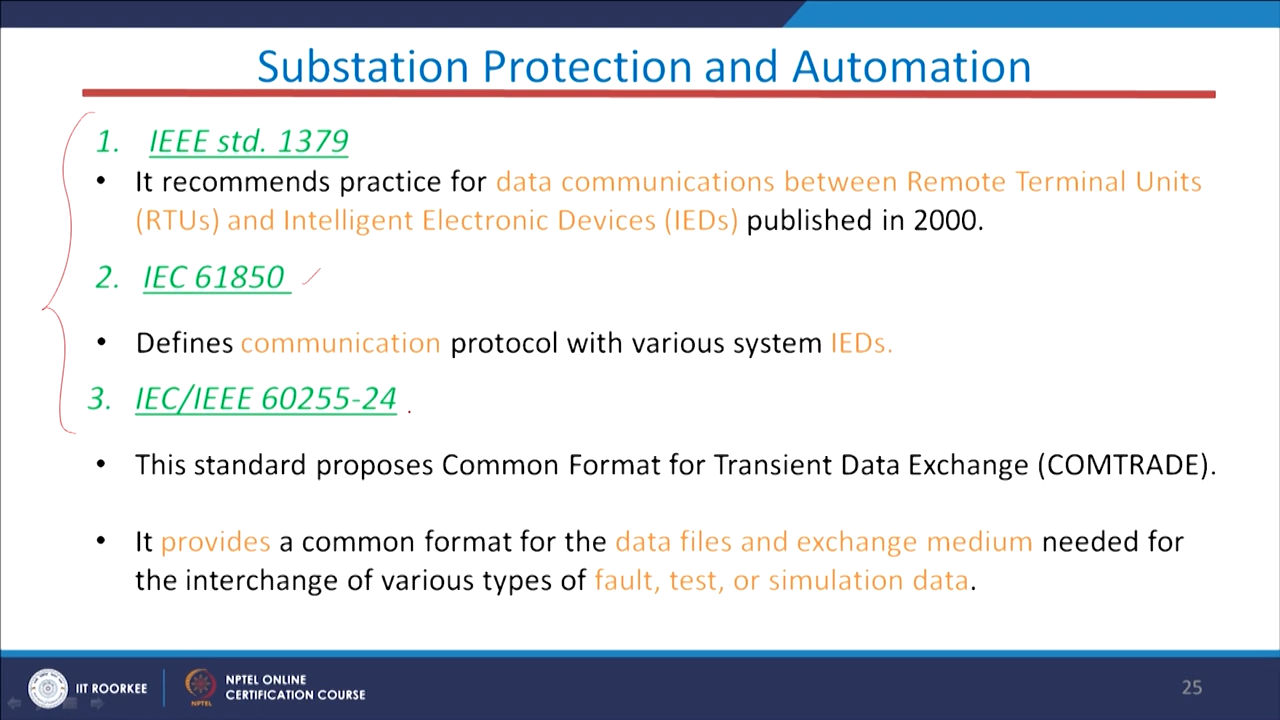 Substation Protection and Automation
1. IEEE std. 1379
• It recommends practice for data communications between Remote Terminal Units
(RTUs) and Intelligent Electronic Devices (IEDs) published in 2000.
2. IEC 61850
• Defines communication protocol with various system IEDs.
3. IEC/IEEE 60255-24
• This standard proposes Common Format for Transient Data Exchange (COMTRADE).
• It provides a common format for the data files and exchange medium needed for
the interchange of various types of fault, test, or simulation data.
IIT ROORKEE
NPTEL
NPTEL ONLINE
CERTIFICATION COURSE
25